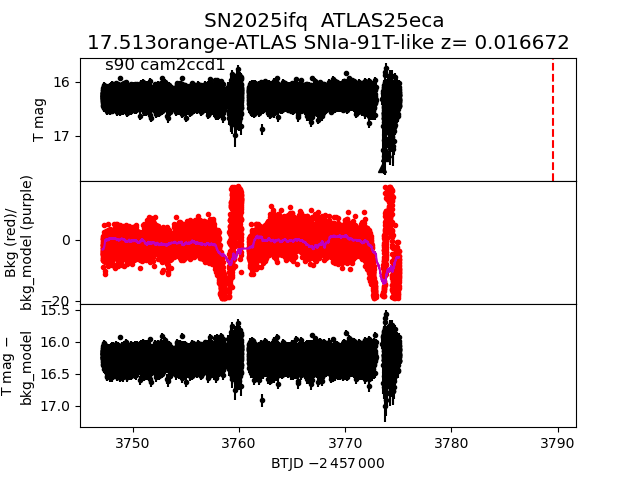 SN2025ifq  ATLAS25eca
17.513orange-ATLAS SNIa-91T-like z= 0.016672
s90 cam2ccd1
16
17
T mag
0
−20
Bkg (red)/
bkg_model (purple)
15.5
16.0
16.5
17.0
T mag −
bkg_model
3750
3760
3770
3780
3790
BTJD −2 457 000